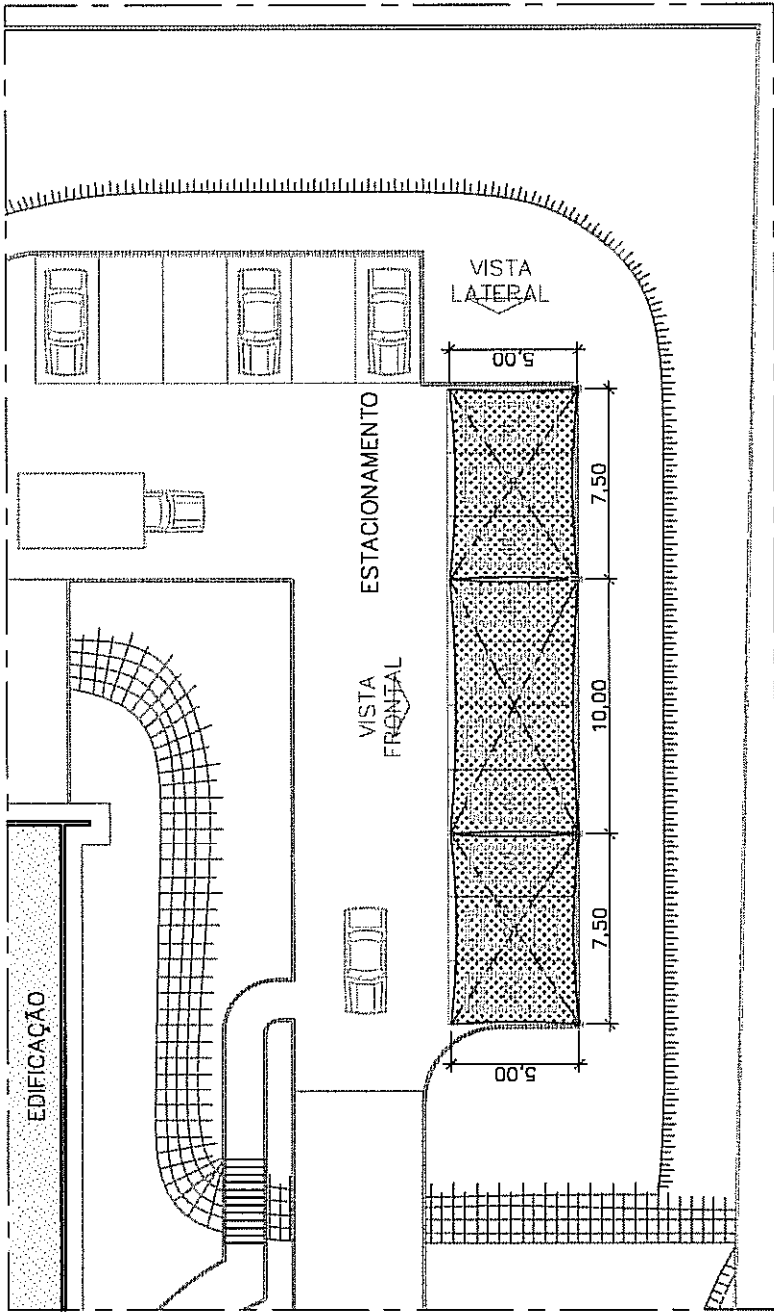 VISTA
LATERAL
5,00
ESTACIONAMENTO
7,50
VISTA
FRONTAL
10,00
EDIFICAÇÃO
7,50
5,00